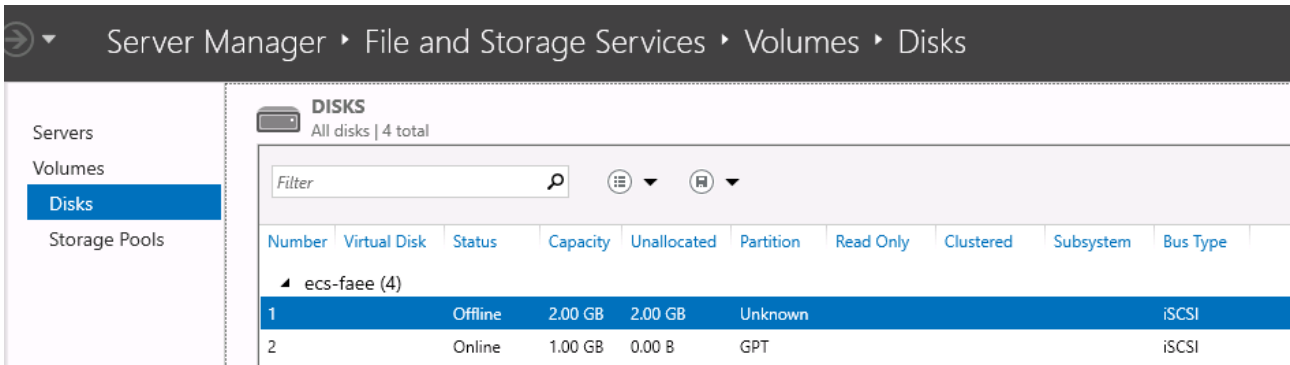 Server Manager ‣ File and Storage Services ‣ Volumes ‣ Disks
Servers
Volumes
Disks
Storage Pools
DISKS
All disks | 4 total
Filter
Number Virtual Disk Status Capacity Unallocated Partition Read Only Clustered Subsystem Bus Type
ecs-faee (4)
1 Offline 2.00 GB 2.00 GB Unknown iSCSI
2 Online 1.00 GB 0.00 B GPT iSCSI